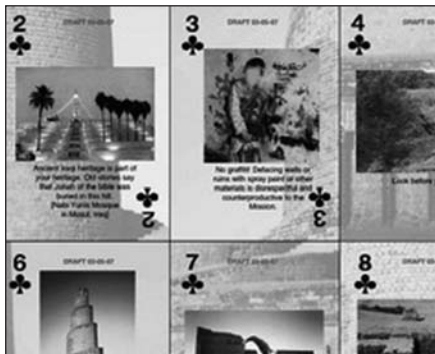 2
DRAFT 03-05-07
Ancient Iraqi heritage is part of
your heritage. Old stories say
that Jonah of the bible was
buried in this hill.
[Nabi Yunis Mosque
in Mosul, Iraq]
2
3
DRAFT 03-05-07
No graffiti! Defacing walls or
ruins with spray paint or other
materials is disrespectful and
counterproductive to the
Mission.
3
4
DRAFT 03-
Look before
6
DRAFT 03-05-07
7
DRAFT 03-05-07
8
DRAFT 03-